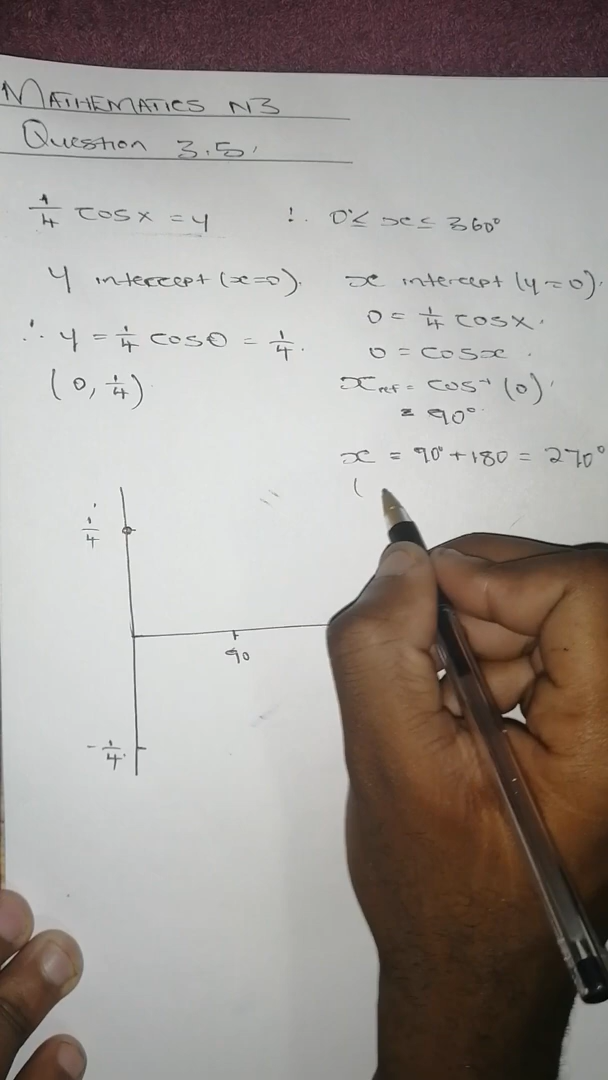 MATHEMATICS N3
Question 3.5.
1/4 cos x = y : 0° ≤ x ≤ 360°
y intercept (x=0).
∴ y = 1/4 cos 0 = 1/4.
(0, 1/4)
x intercept (y=0).
0 = 1/4 cos x.
0 = cos x.
x ref = cos⁻¹ (0)
= 90°
x = 90° + 180 = 270°
(
1/4
90
-1/4